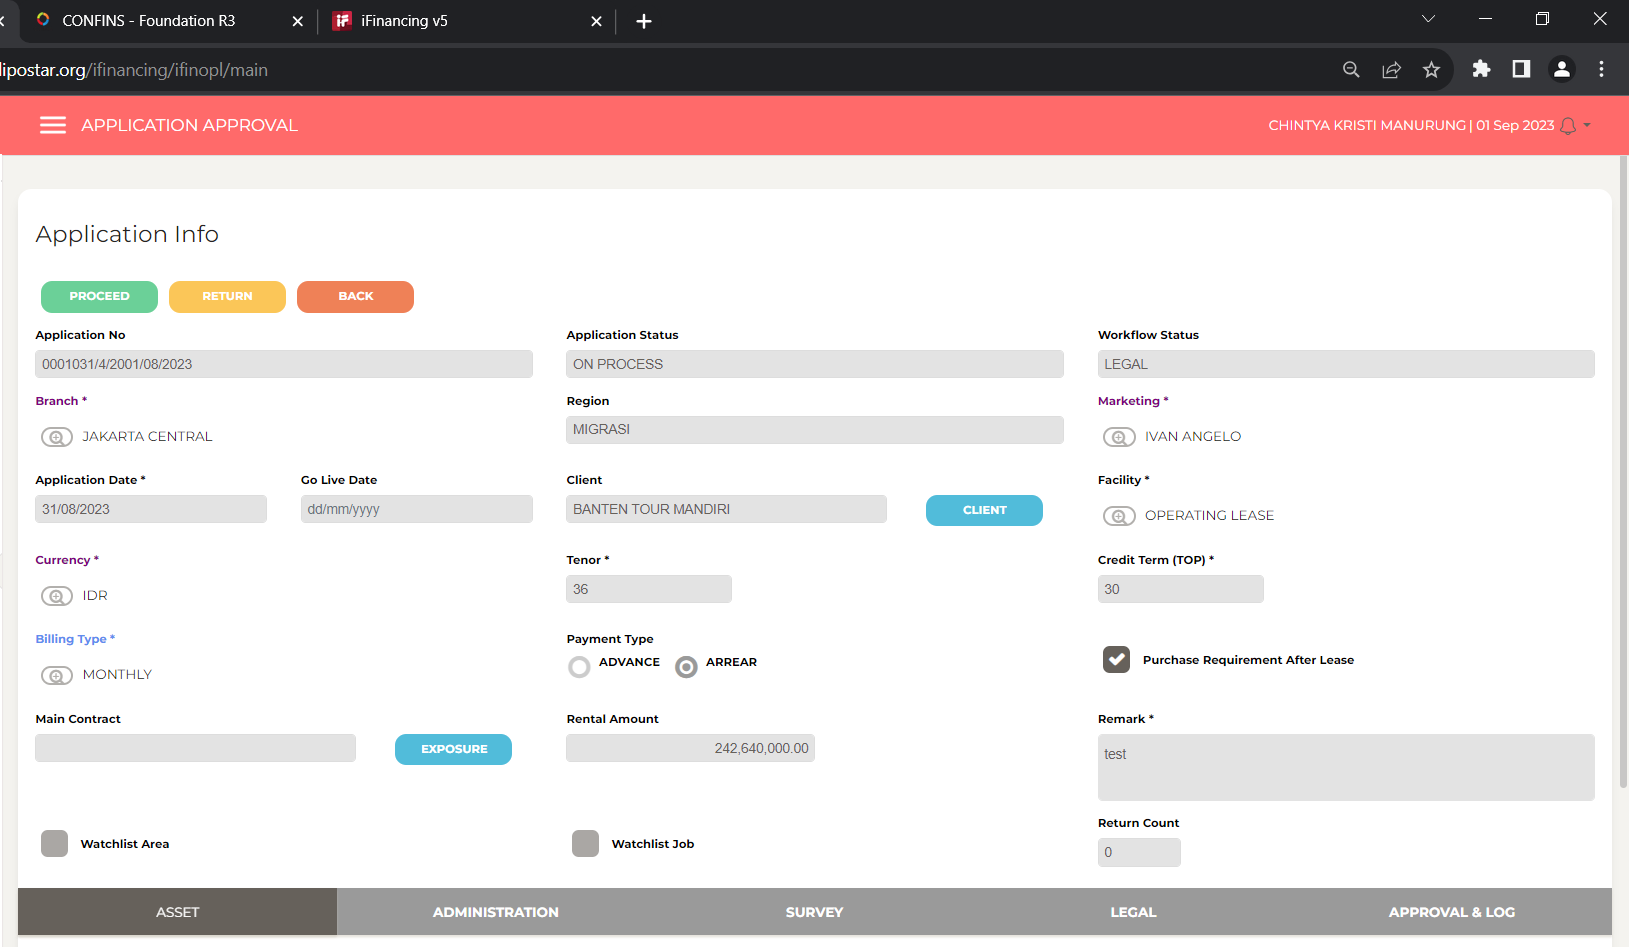 CONFINS - Foundation R3
iFinancing v5
lipostar.org/ifinancing/ifinopl/main
APPLICATION APPROVAL
CHINTYA KRISTI MANURUNG | 01 Sep 2023
Application Info
PROCEED
RETURN
BACK
Application No
Application Status
Workflow Status
0001031/4/2001/08/2023
ON PROCESS
LEGAL
Branch *
Region
Marketing *
JAKARTA CENTRAL
MIGRASI
IVAN ANGELO
Application Date *
Go Live Date
Client
Facility *
31/08/2023
dd/mm/yyyy
BANTEN TOUR MANDIRI
CLIENT
OPERATING LEASE
Currency *
Tenor *
Credit Term (TOP) *
IDR
36
30
Billing Type *
Payment Type
MONTHLY
ADVANCE
ARREAR
Purchase Requirement After Lease
Main Contract
Rental Amount
Remark *
EXPOSURE
242,640,000.00
test
Return Count
Watchlist Area
Watchlist Job
0
ASSET
ADMINISTRATION
SURVEY
LEGAL
APPROVAL & LOG